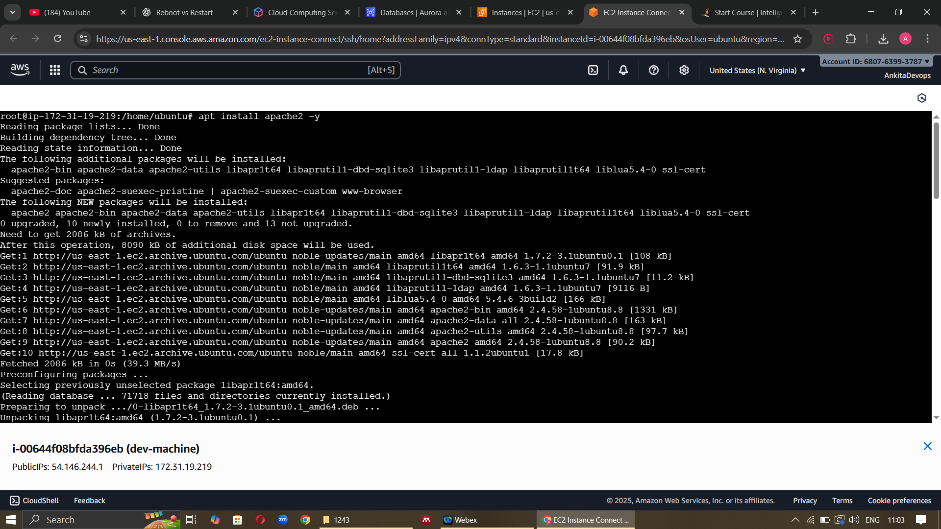 (184) YouTube
Reboot vs Restart
Cloud Computing Se
Databases | Aurora a
Instances | EC2 | us-e
EC2 Instance Connec
Start Course | Intellip
https://us-east-1.console.aws.amazon.com/ec2-instance-connect/ssh/home?addressFamily=ipv4&connType=standard&instanceId=i-00644f08bfda396eb&osUser=ubuntu&region=...
A
aws
Search
[Alt+S]
United States (N. Virginia)
Account ID: 6807-6399-3787
AnkitaDevops
root@ip-172-31-19-219:/home/ubuntu# apt install apache2 -y
Reading package lists... Done
Building dependency tree... Done
Reading state information... Done
The following additional packages will be installed:
apache2-bin apache2-data apache2-utils libapr1t64 libaprutil1-dbd-sqlite3 libaprutil1-ldap libaprutil1t64 liblua5.4-0 ssl-cert
Suggested packages:
apache2-doc apache2-suexec-pristine | apache2-suexec-custom www-browser
The following NEW packages will be installed:
apache2 apache2-bin apache2-data apache2-utils libapr1t64 libaprutil1-dbd-sqlite3 libaprutil1-ldap libaprutil1t64 liblua5.4-0 ssl-cert
0 upgraded, 10 newly installed, 0 to remove and 13 not upgraded.
Need to get 2086 kB of archives.
After this operation, 8090 kB of additional disk space will be used.
Get:1 http://us-east-1.ec2.archive.ubuntu.com/ubuntu noble-updates/main amd64 libapr1t64 amd64 1.7.2-3.1ubuntu0.1 [108 kB]
Get:2 http://us-east-1.ec2.archive.ubuntu.com/ubuntu noble/main amd64 libaprutil1t64 amd64 1.6.3-1.1ubuntu7 [91.9 kB]
Get:3 http://us-east-1.ec2.archive.ubuntu.com/ubuntu noble/main amd64 libaprutil1-dbd-sqlite3 amd64 1.6.3-1.1ubuntu7 [11.2 kB]
Get:4 http://us-east-1.ec2.archive.ubuntu.com/ubuntu noble/main amd64 libaprutil1-ldap amd64 1.6.3-1.1ubuntu7 [9116 B]
Get:5 http://us-east-1.ec2.archive.ubuntu.com/ubuntu noble/main amd64 liblua5.4-0 amd64 5.4.6-3build2 [166 kB]
Get:6 http://us-east-1.ec2.archive.ubuntu.com/ubuntu noble-updates/main amd64 apache2-bin amd64 2.4.58-1ubuntu8.8 [1331 kB]
Get:7 http://us-east-1.ec2.archive.ubuntu.com/ubuntu noble-updates/main amd64 apache2-data all 2.4.58-1ubuntu8.8 [163 kB]
Get:8 http://us-east-1.ec2.archive.ubuntu.com/ubuntu noble-updates/main amd64 apache2-utils amd64 2.4.58-1ubuntu8.8 [97.7 kB]
Get:9 http://us-east-1.ec2.archive.ubuntu.com/ubuntu noble-updates/main amd64 apache2 amd64 2.4.58-1ubuntu8.8 [90.2 kB]
Get:10 http://us-east-1.ec2.archive.ubuntu.com/ubuntu noble/main amd64 ssl-cert all 1.1.2ubuntu1 [17.8 kB]
Fetched 2086 kB in 0s (39.3 MB/s)
Preconfiguring packages ...
Selecting previously unselected package libapr1t64:amd64.
(Reading database ... 71718 files and directories currently installed.)
Preparing to unpack .../0-libapr1t64_1.7.2-3.1ubuntu0.1_amd64.deb ...
Unpacking libapr1t64:amd64 (1.7.2-3.1ubuntu0.1) ...
i-00644f08bfda396eb (dev-machine)
PublicIPs: 54.146.244.1 PrivateIPs: 172.31.19.219
CloudShell
Feedback
© 2025, Amazon Web Services, Inc. or its affiliates.
Privacy
Terms
Cookie preferences
Search
1243
Webex
EC2 Instance Connect ...
ENG
11:03